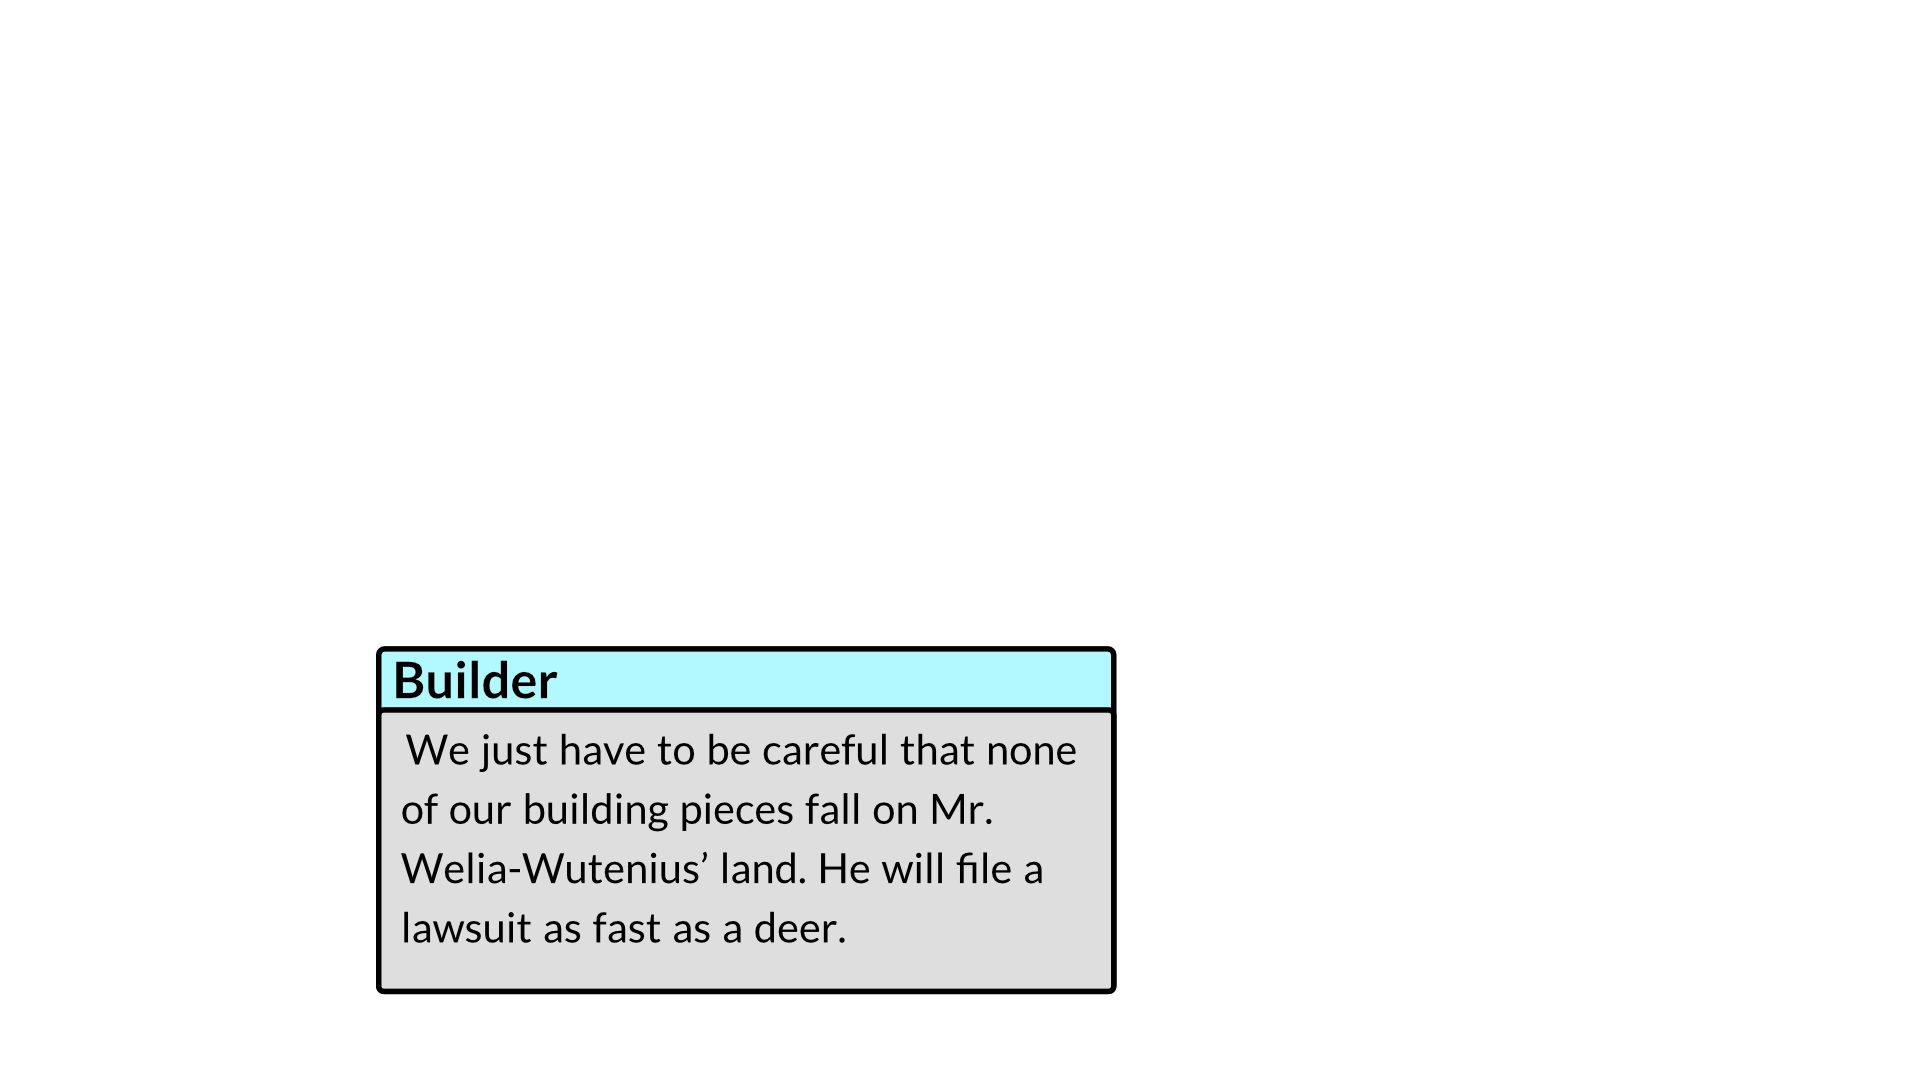 Builder
We just have to be careful that none
of our building pieces fall on Mr.
Welia-Wutenius’ land. He will file a
lawsuit as fast as a deer.